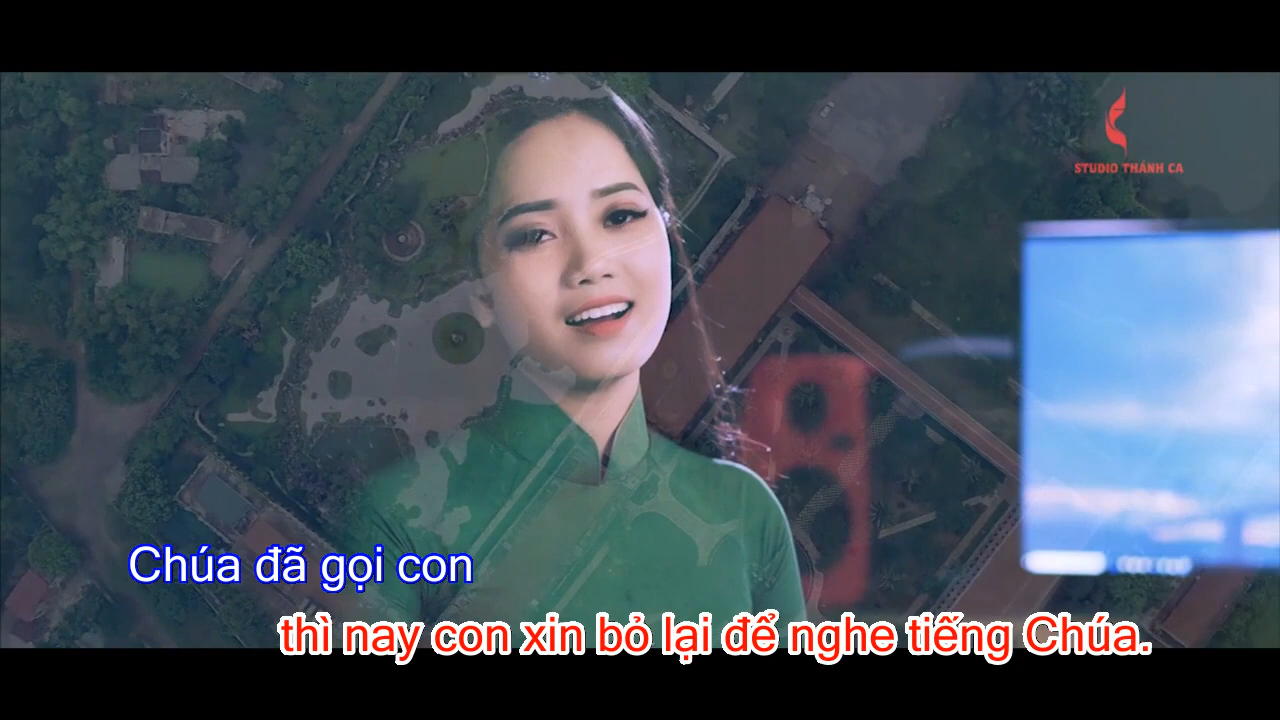 STUDIO THÁNH CA
Chúa đã gọi con
thì nay con xin bỏ lại để nghe tiếng Chúa.